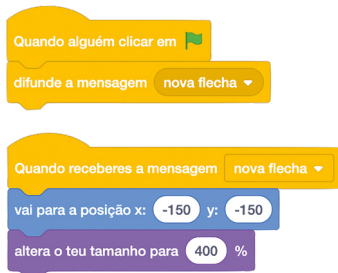 Quando alguém clicar em
difunde a mensagem nova flecha
Quando receberes a mensagem nova flecha
vai para a posição x: -150 y: -150
altera o teu tamanho para 400 %